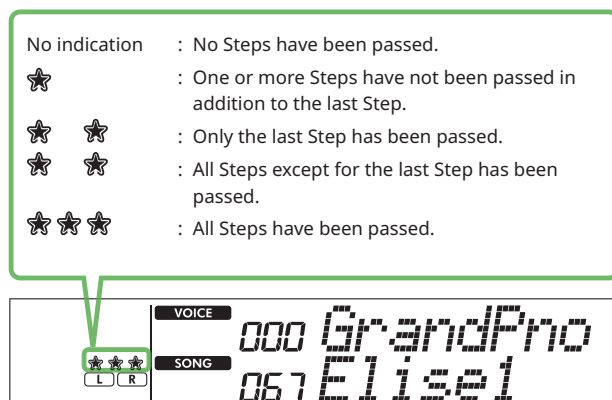 No indication : No Steps have been passed.
: One or more Steps have not been passed in
addition to the last Step.
: Only the last Step has been passed.
: All Steps except for the last Step has been
passed.
: All Steps have been passed.
VOICE 000 GrandPno
L R
SONG 067 Elise1